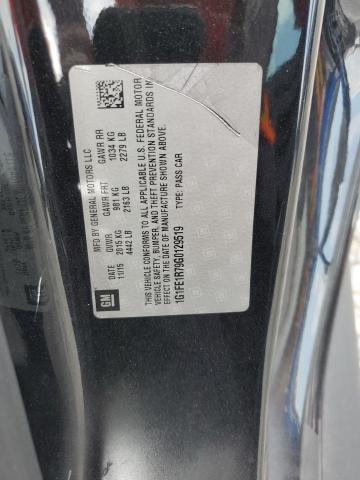 MFD BY GENERAL MOTORS LLC
DATE GVWR GAWR FRT GAWR RR
11/15 2015 KG 981 KG 1034 KG
4442 LB 2163 LB 2279 LB
GM
THIS VEHICLE CONFORMS TO ALL APPLICABLE U.S. FEDERAL MOTOR
VEHICLE SAFETY, BUMPER, AND THEFT PREVENTION STANDARDS IN
EFFECT ON THE DATE OF MANUFACTURE SHOWN ABOVE.
1G1FE1R79G0129519 TYPE: PASS CAR